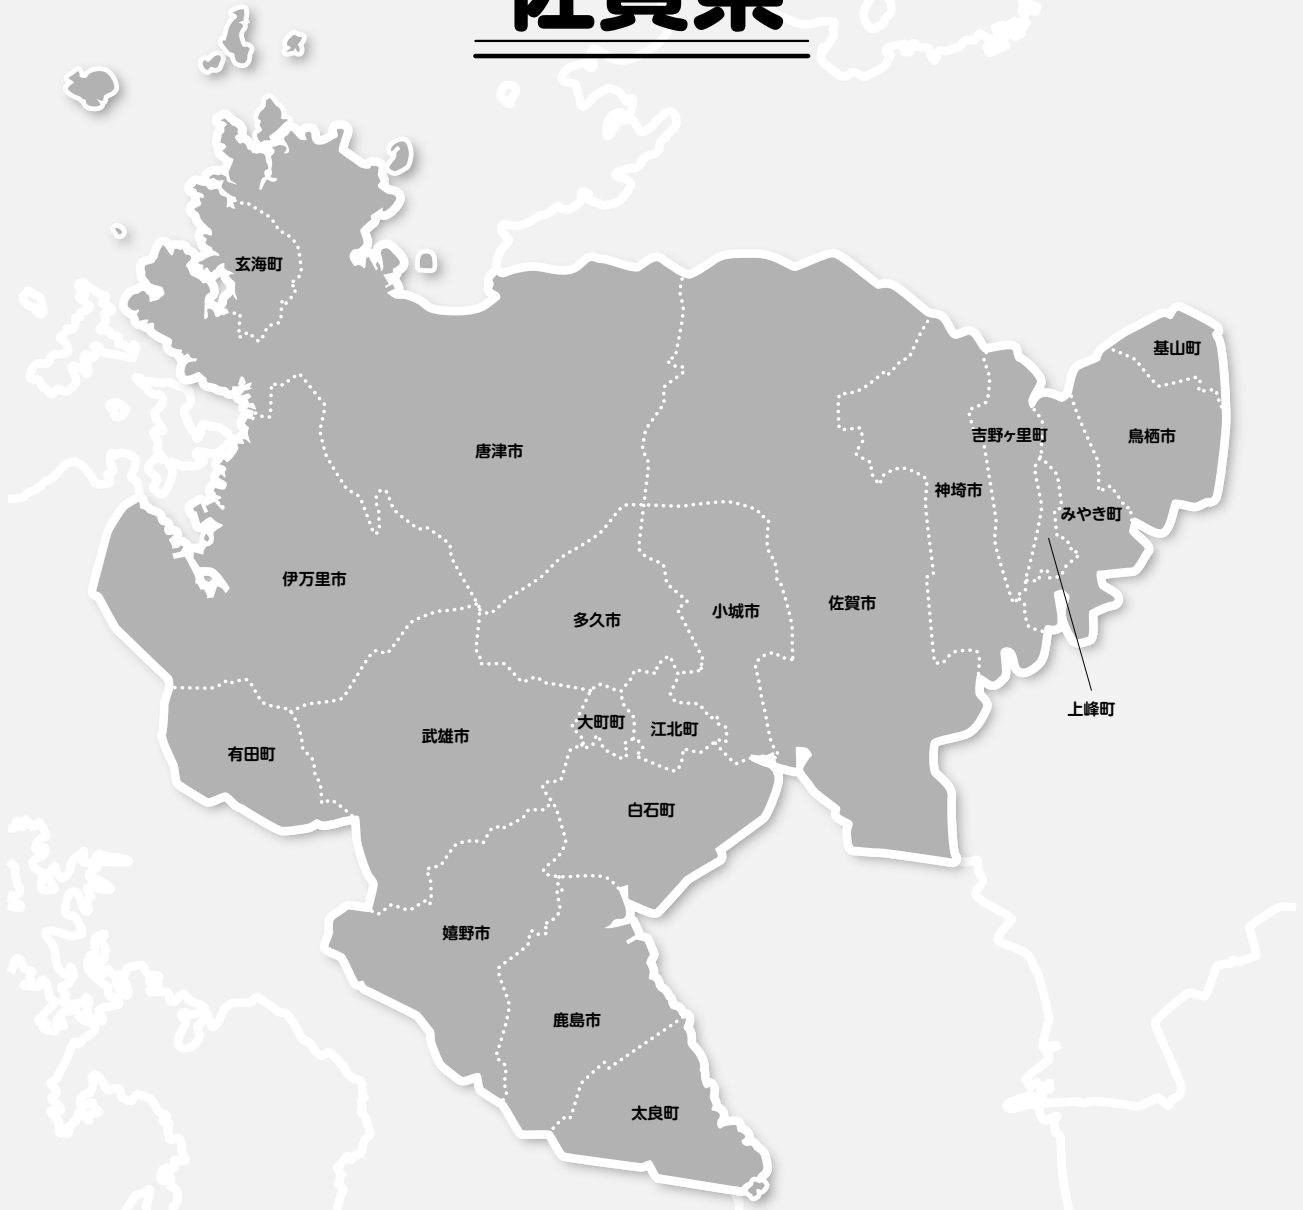 佐賀県
玄海町
基山町
吉野ヶ里町
鳥栖市
唐津市
神埼市
みやき町
伊万里市
多久市
小城市
佐賀市
上峰町
大町町
江北町
武雄市
有田町
白石町
嬉野市
鹿島市
太良町